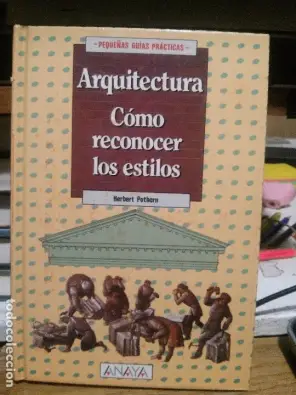 - PEQUEÑAS GUÍAS PRÁCTICAS -
Arquitectura
Cómo
reconocer
los estilos
Herbert Pothorn
ANAYA
todocoleccion